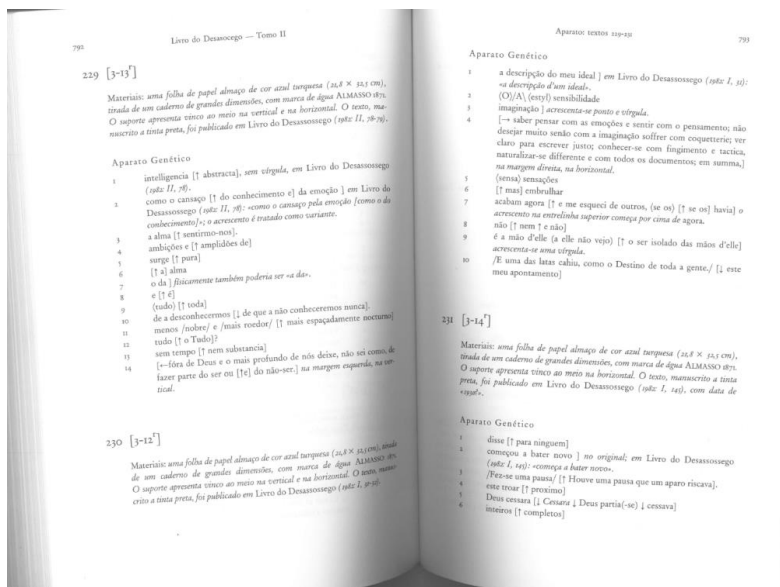 792
Livro do Desasocego — Tomo II
229 [3-13r]
Materiais: uma folha de papel almaço de cor azul turquesa (21,8 × 32,5 cm),
tirada de um caderno de grandes dimensões, com marca de água ALMASSO 1871.
O suporte apresenta vinco ao meio na vertical e na horizontal. O texto, ma-
nuscrito a tinta preta, foi publicado em Livro do Desassossego (1982: II, 78-79).
Aparato Genético
1 intelligencia [↑ abstracta], sem vírgula, em Livro do Desassossego
(1982: II, 78).
2 como o cansaço [↑ do conhecimento e] da emoção ] em Livro do
Desassossego (1982: II, 78): «como o cansaço pela emoção [como o do
conhecimento]»; o acrescento é tratado como variante.
3 a alma [↑ sentirmo-nos].
4 ambições e [↑ amplidões de]
5 surge [↑ pura]
6 [↑ a] alma
7 o da ] fisicamente também poderia ser «a da».
8 e [↑ é]
9 ⟨tudo⟩ [↑ toda]
10 de a desconhecermos [↓ de que a não conheceremos nunca].
11 menos /nobre/ e /mais roedor/ [↑ mais espaçadamente nocturno]
12 tudo [↑ o Tudo]?
13 sem tempo [↑ nem substancia]
14 [←fóra de Deus e o mais profundo de nós deixe, não sei como, de
fazer parte do ser ou [↑e] do não-ser.] na margem esquerda, na ver-
tical.
230 [3-12r]
Materiais: uma folha de papel almaço de cor azul turquesa (21,8 × 32,5 cm), tirada
de um caderno de grandes dimensões, com marca de água ALMASSO 1871.
O suporte apresenta vinco ao meio na vertical e na horizontal. O texto, manus-
crito a tinta preta, foi publicado em Livro do Desassossego (1982: I, 51-52).
Aparato: textos 229-231
793
Aparato Genético
1 a descripção do meu ideal ] em Livro do Desassossego (1982: I, 51):
«a descripção d'um ideal».
2 ⟨O⟩/A\ ⟨estyl⟩ sensibilidade
3 imaginação ] acrescenta-se ponto e vírgula.
4 [→ saber pensar com as emoções e sentir com o pensamento; não
desejar muito senão com a imaginação soffrer com coquetterie; ver
claro para escrever justo; conhecer-se com fingimento e tactica,
naturalizar-se differente e com todos os documentos; em summa,]
na margem direita, na horizontal.
5 ⟨sensa⟩ sensações
6 [↑ mas] embrulhar
7 acabam agora [↑ e me esqueci de outros, ⟨se os⟩ [↑ se os] havia] o
acrescento na entrelinha superior começa por cima de agora.
8 não [↑ nem ↑ e não]
9 é a mão d'elle (a elle não vejo) [↑ o ser isolado das mãos d'elle]
acrescenta-se uma vírgula.
10 /E uma das latas cahiu, como o Destino de toda a gente./ [↓ este
meu apontamento]
231 [3-14r]
Materiais: uma folha de papel almaço de cor azul turquesa (21,8 × 32,5 cm),
tirada de um caderno de grandes dimensões, com marca de água ALMASSO 1871.
O suporte apresenta vinco ao meio na horizontal. O texto, manuscrito a tinta
preta, foi publicado em Livro do Desassossego (1982: I, 245), com data de
Aparato Genético
1 disse [↑ para ninguem]
2 começou a bater novo ] no original; em Livro do Desassossego
(1982: I, 245): «começa a bater novo».
3 /Fez-se uma pausa/ [↑ Houve uma pausa que um aparo riscava].
4 este troar [↑ proximo]
5 Deus cessara [↓ Cessara ↓ Deus partia(-se) ↓ cessava]
6 inteiros [↑ completos]